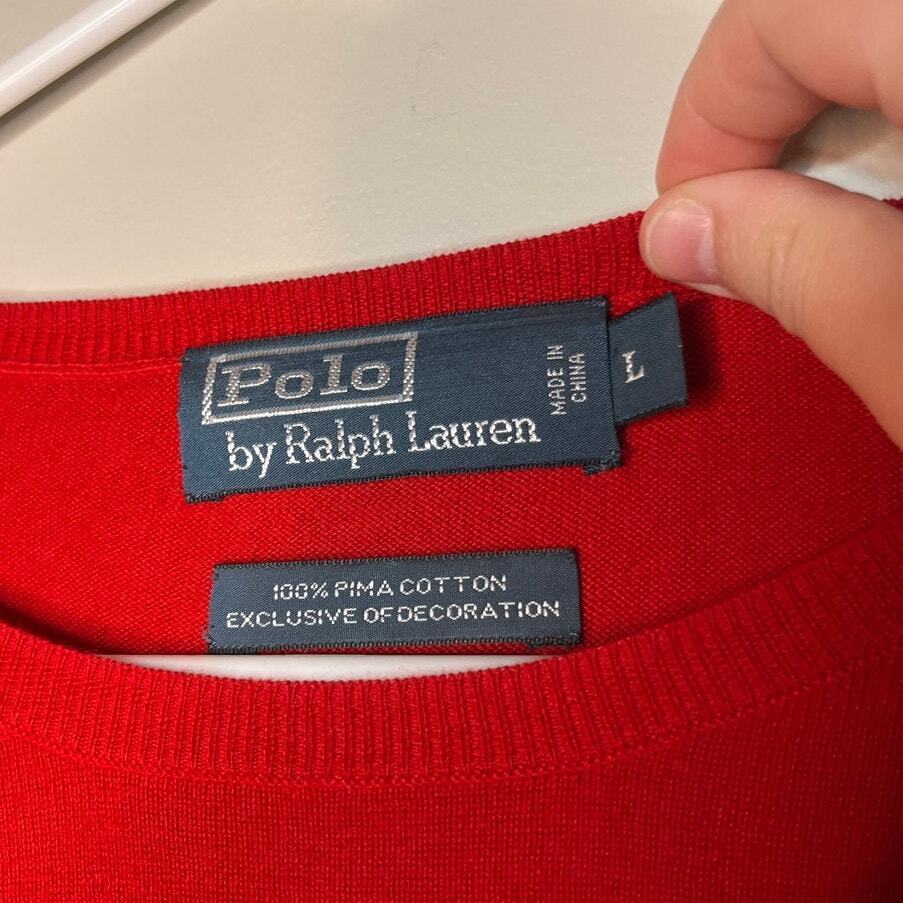 Polo
by Ralph Lauren
MADE IN
CHINA
L
100% PIMA COTTON
EXCLUSIVE OF DECORATION